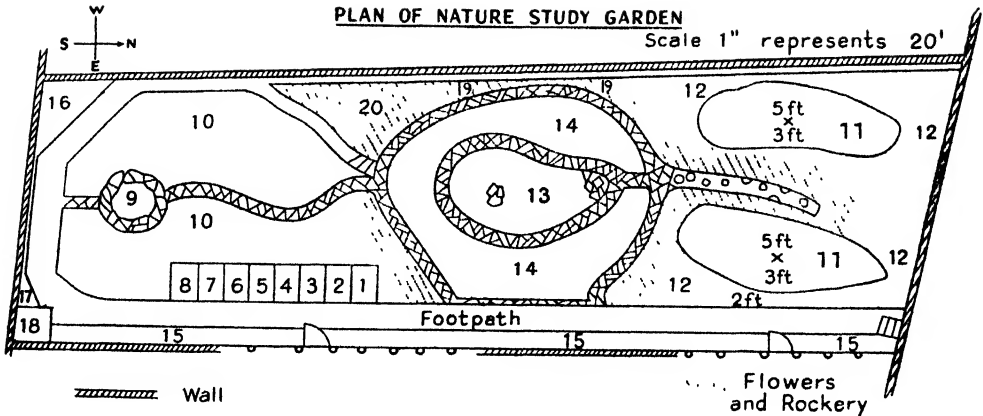 PLAN OF NATURE STUDY GARDEN
Scale 1" represents 20'
W
S N
E
16
10
20
19
19
14
12
5ft
x
3ft
11
12
9
10
13
14
5ft
x
3ft
11
12
12
2ft
8 7 6 5 4 3 2 1
17
18
Footpath
15 15 15
Wall
Flowers
and Rockery